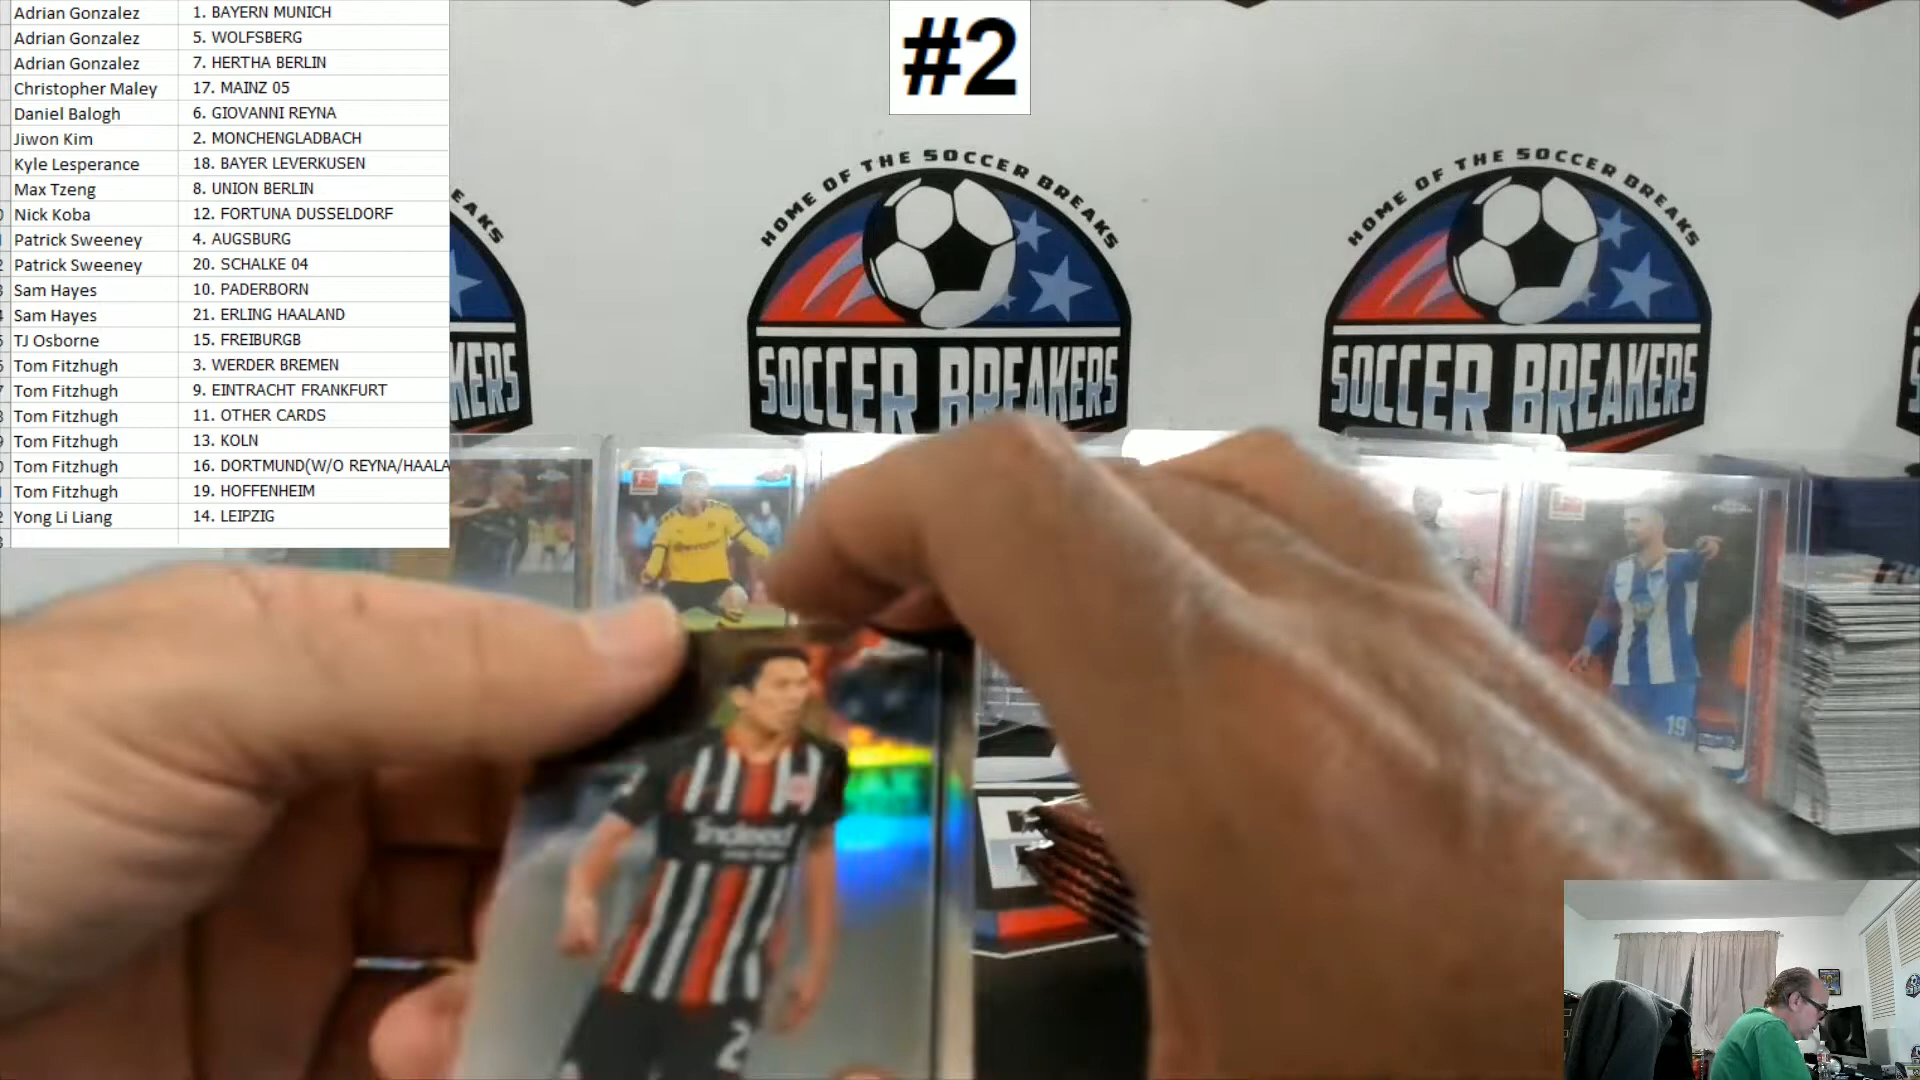 Adrian Gonzalez 1. BAYERN MUNICH
Adrian Gonzalez 5. WOLFSBERG
Adrian Gonzalez 7. HERTHA BERLIN
Christopher Maley 17. MAINZ 05
Daniel Balogh 6. GIOVANNI REYNA
Jiwon Kim 2. MONCHENGLADBACH
Kyle Lesperance 18. BAYER LEVERKUSEN
Max Tzeng 8. UNION BERLIN
Nick Koba 12. FORTUNA DUSSELDORF
Patrick Sweeney 4. AUGSBURG
Patrick Sweeney 20. SCHALKE 04
Sam Hayes 10. PADERBORN
Sam Hayes 21. ERLING HAALAND
TJ Osborne 15. FREIBURGB
Tom Fitzhugh 3. WERDER BREMEN
Tom Fitzhugh 9. EINTRACHT FRANKFURT
Tom Fitzhugh 11. OTHER CARDS
Tom Fitzhugh 13. KOLN
Tom Fitzhugh 16. DORTMUND(W/O REYNA/HAALA
Tom Fitzhugh 19. HOFFENHEIM
Yong Li Liang 14. LEIPZIG
#2
EAKS
KERS
HOME OF THE SOCCER BREAKS
SOCCER BREAKERS
HOME OF THE SOCCER BREAKS
SOCCER BREAKERS
19
Indeed
2